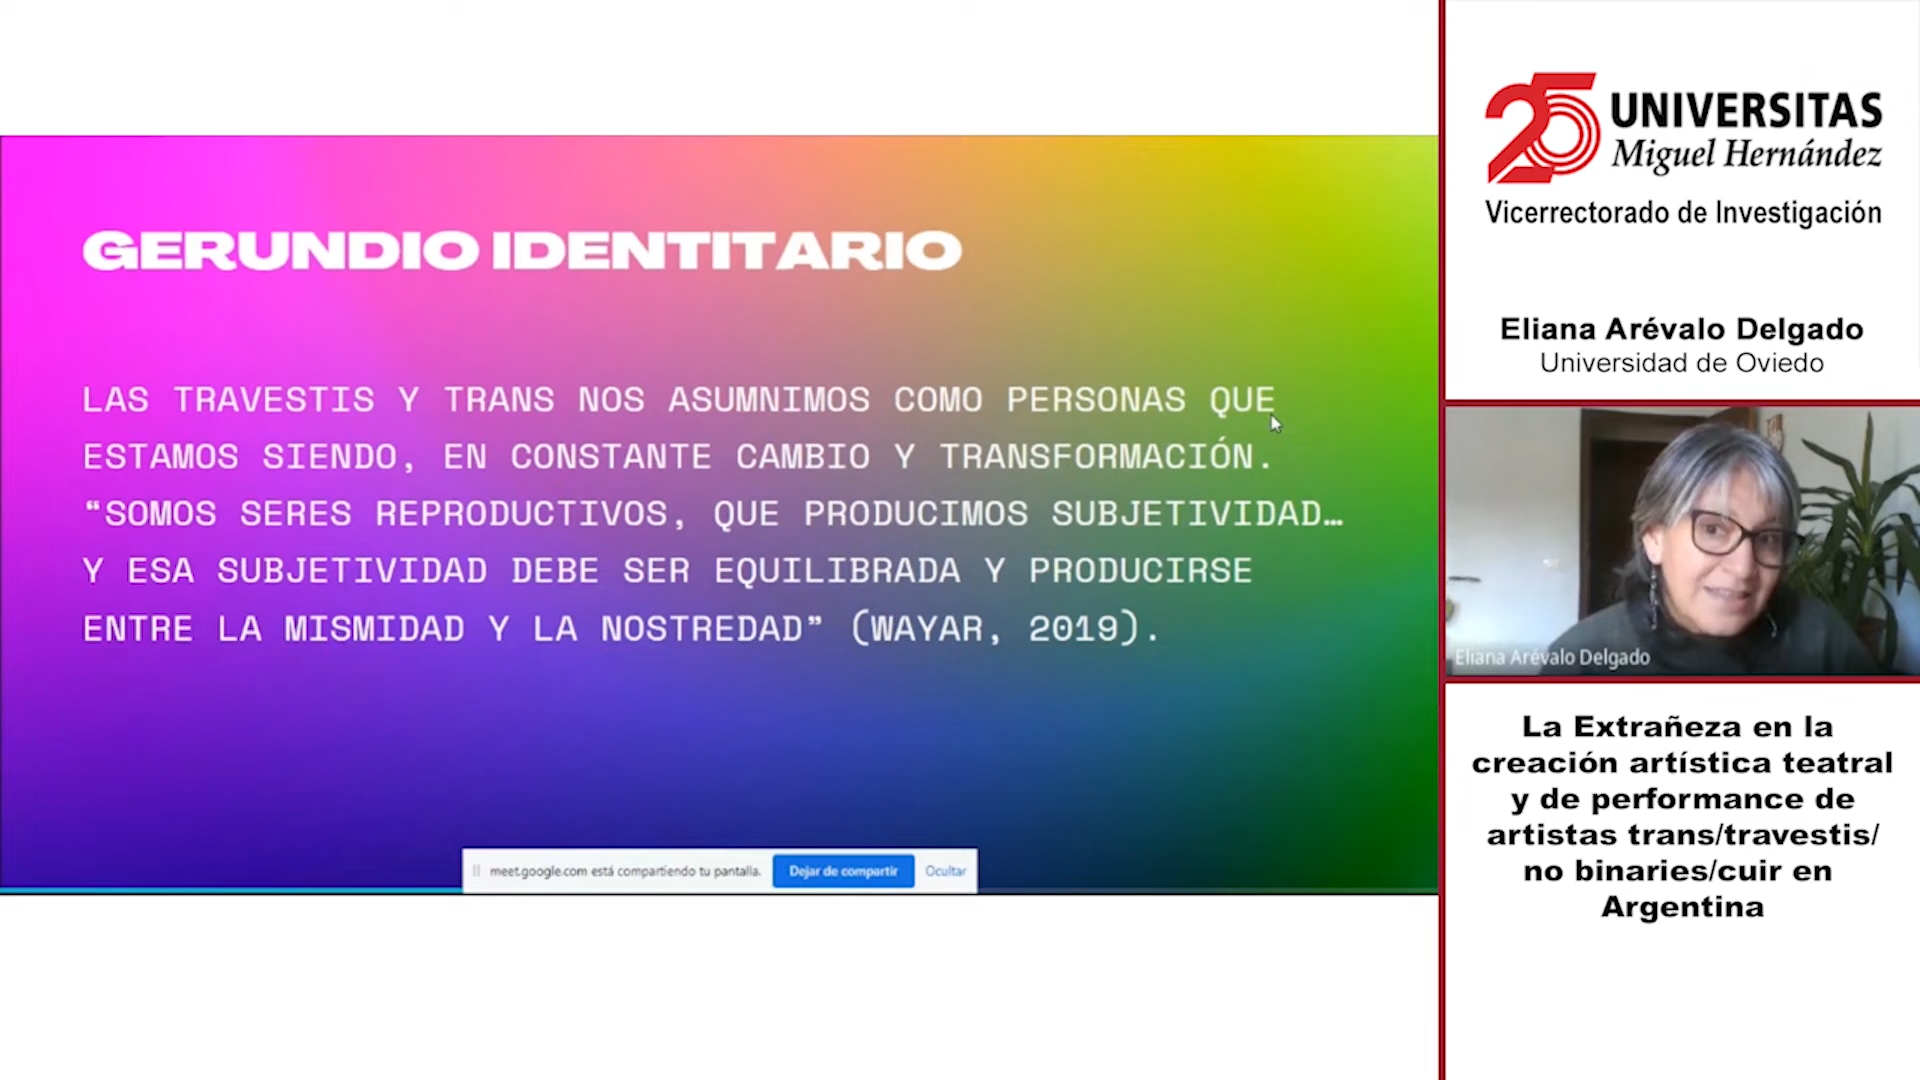 GERUNDIO IDENTITARIO
LAS TRAVESTIS Y TRANS NOS ASUMNIMOS COMO PERSONAS QUE
ESTAMOS SIENDO, EN CONSTANTE CAMBIO Y TRANSFORMACIÓN.
“SOMOS SERES REPRODUCTIVOS, QUE PRODUCIMOS SUBJETIVIDAD…
Y ESA SUBJETIVIDAD DEBE SER EQUILIBRADA Y PRODUCIRSE
ENTRE LA MISMIDAD Y LA NOSTREDAD” (WAYAR, 2019).
meet.google.com está compartiendo tu pantalla. Dejar de compartir Ocultar
25 UNIVERSITAS
Miguel Hernández
Vicerrectorado de Investigación
Eliana Arévalo Delgado
Universidad de Oviedo
Eliana Arévalo Delgado
La Extrañeza en la
creación artística teatral
y de performance de
artistas trans/travestis/
no binaries/cuir en
Argentina